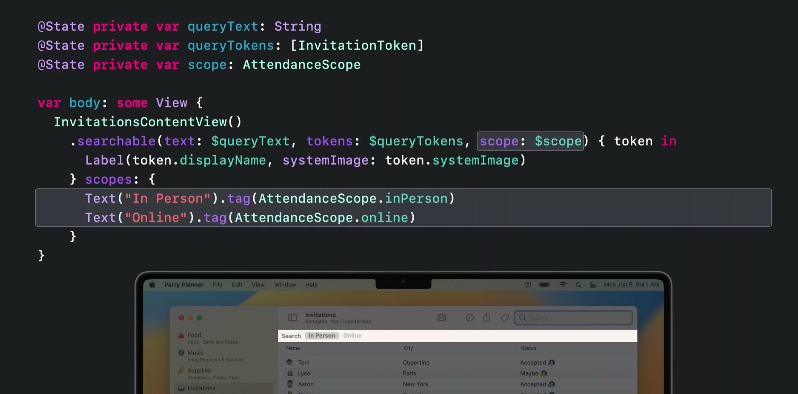 @State private var queryText: String
@State private var queryTokens: [InvitationToken]
@State private var scope: AttendanceScope
var body: some View {
InvitationsContentView()
.searchable(text: $queryText, tokens: $queryTokens, scope: $scope) { token in
Label(token.displayName, systemImage: token.systemImage)
} scopes: {
Text("In Person").tag(AttendanceScope.inPerson)
Text("Online").tag(AttendanceScope.online)
}
}
Party Planner File Edit View Window Help Mon Jun 6 9:41 AM
Invitations
Search
Food
Search In Person Online
Music
Name City Status
Supplies
Tom Cupertino Accepted
Lyse Paris Maybe
Invitations
Aston New York Accepted